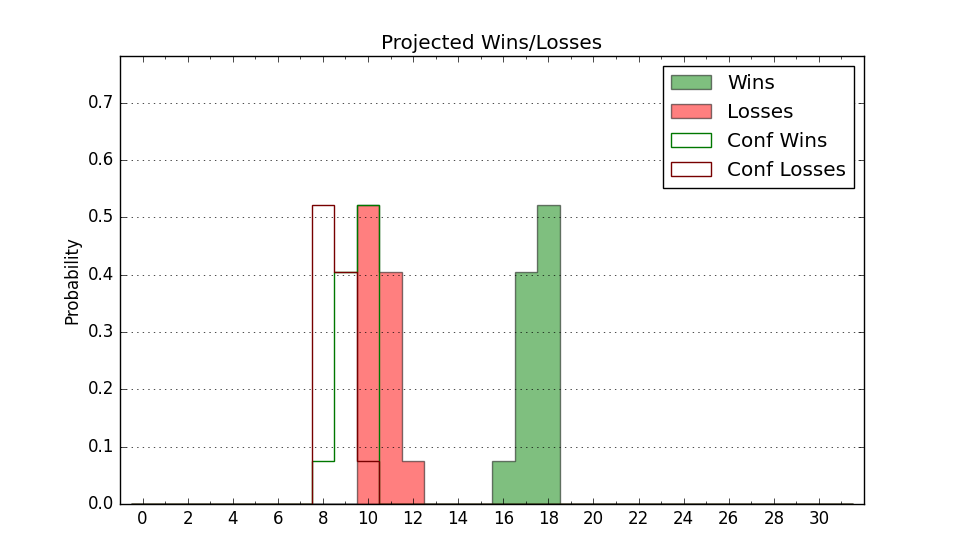 Projected Wins/Losses
Wins
Losses
Conf Wins
Conf Losses
Probability
0.7
0.6
0.5
0.4
0.3
0.2
0.1
0.0
0 2 4 6 8 10 12 14 16 18 20 22 24 26 28 30